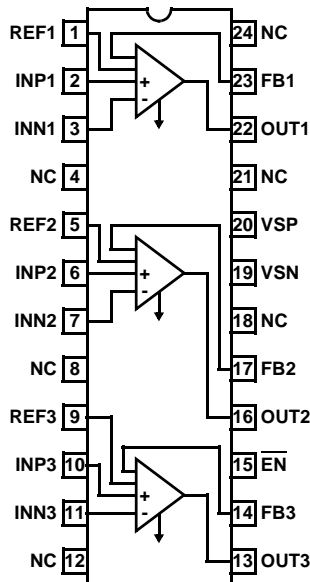 REF1 1 24 NC
INP1 2 + 23 FB1
INN1 3 - 22 OUT1
NC 4 21 NC
REF2 5 20 VSP
INP2 6 + 19 VSN
INN2 7 - 18 NC
NC 8 17 FB2
REF3 9 16 OUT2
INP3 10 15 EN
INN3 11 + - 14 FB3
NC 12 13 OUT3